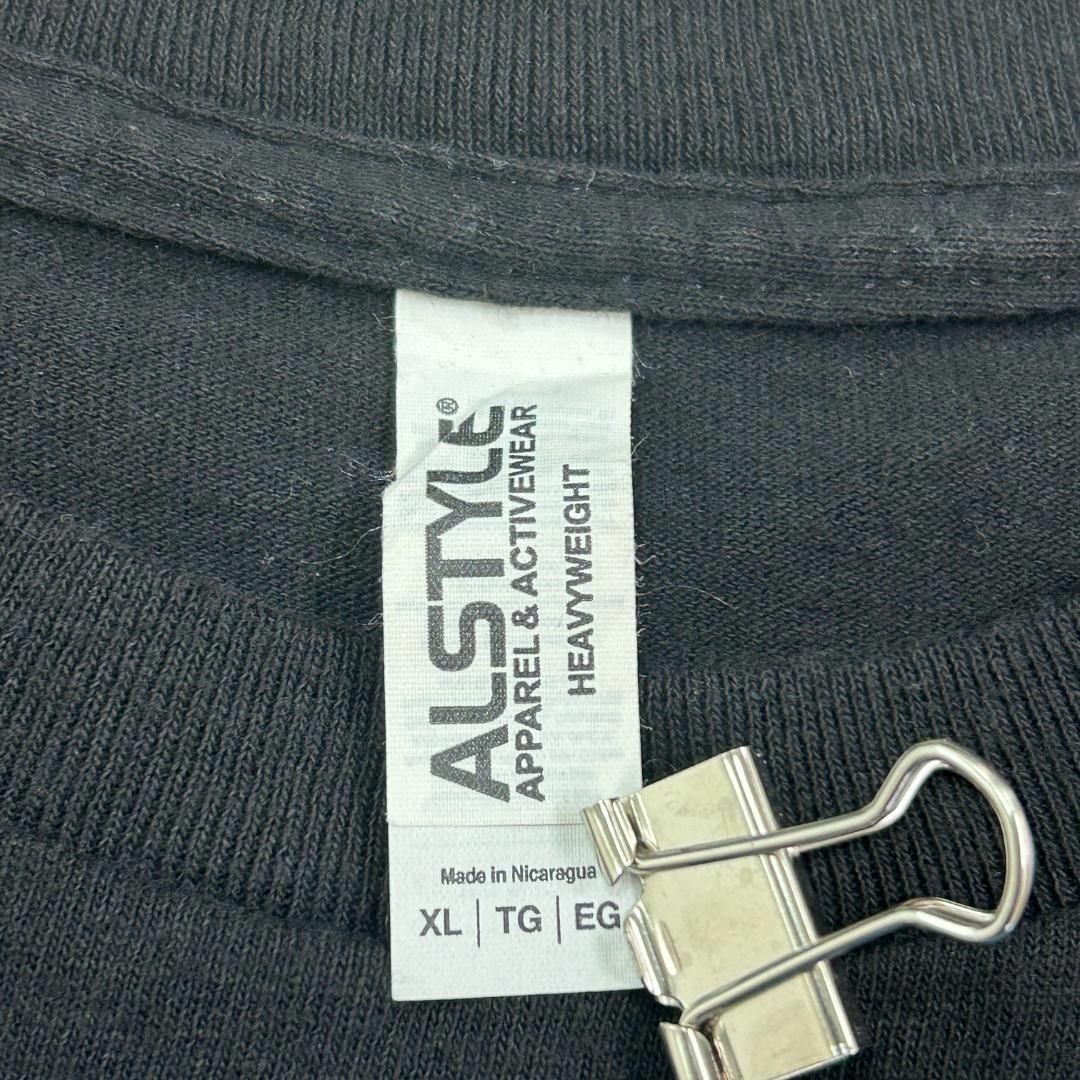 ALSTYLE®
APPAREL & ACTIVEWEAR
HEAVYWEIGHT
Made in Nicaragua
XL | TG | EG